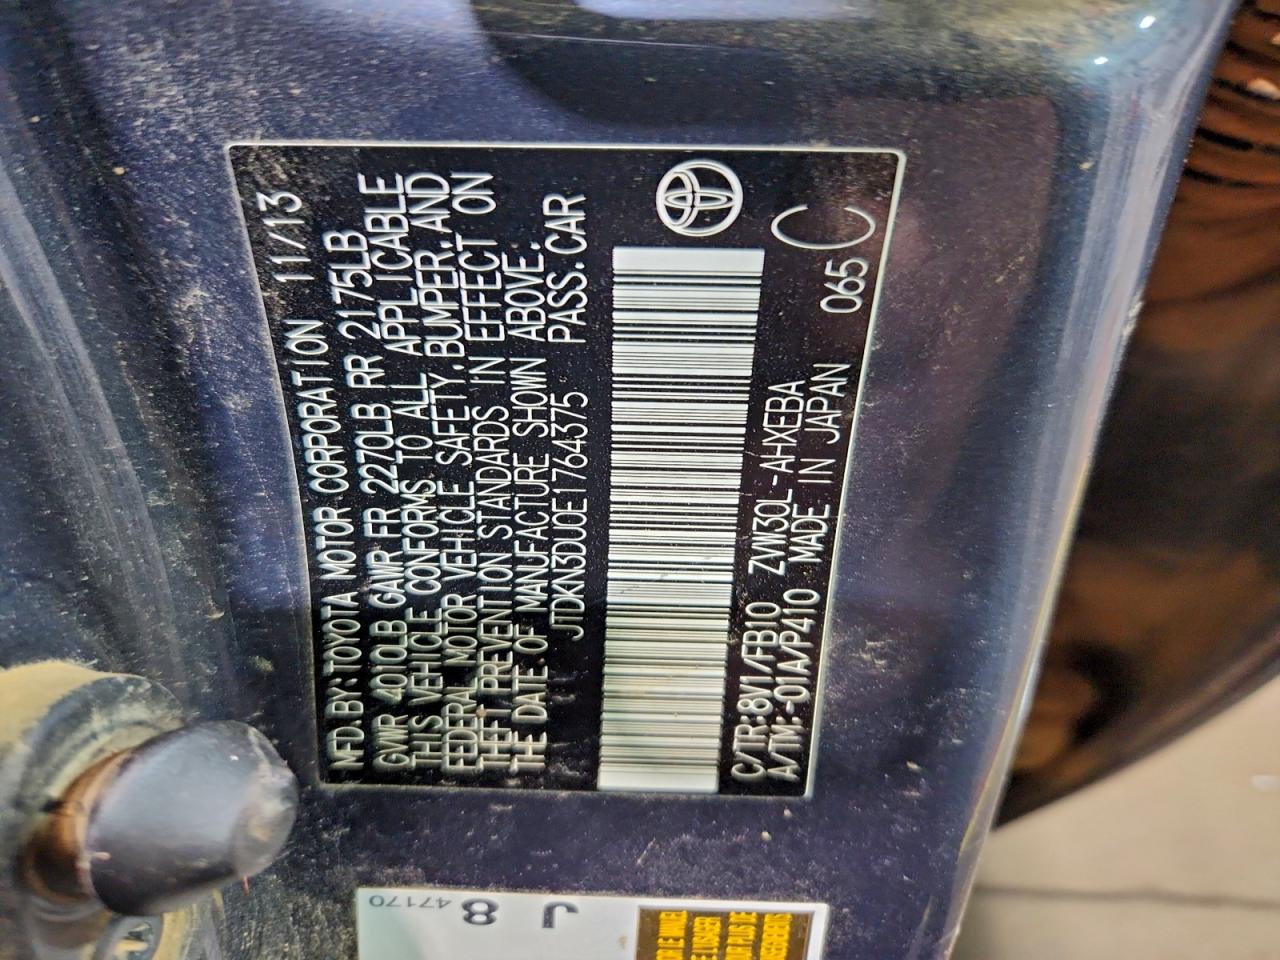 MFD.BY:TOYOTA MOTOR CORPORATION 11/13
GVWR 4010LB GAWR FR 2270LB RR 2175LB
THIS VEHICLE CONFORMS TO ALL APPLICABLE
FEDERAL MOTOR VEHICLE SAFETY,BUMPER,AND
THEFT PREVENTION STANDARDS IN EFFECT ON
THE DATE OF MANUFACTURE SHOWN ABOVE.
JTDKN3DU0E1764375 PASS.CAR
C/TR:8V1/FB10 ZVW30L-AHXEBA C
A/TM:-01A/P410 MADE IN JAPAN 065
J 8
47170
PLUS DE